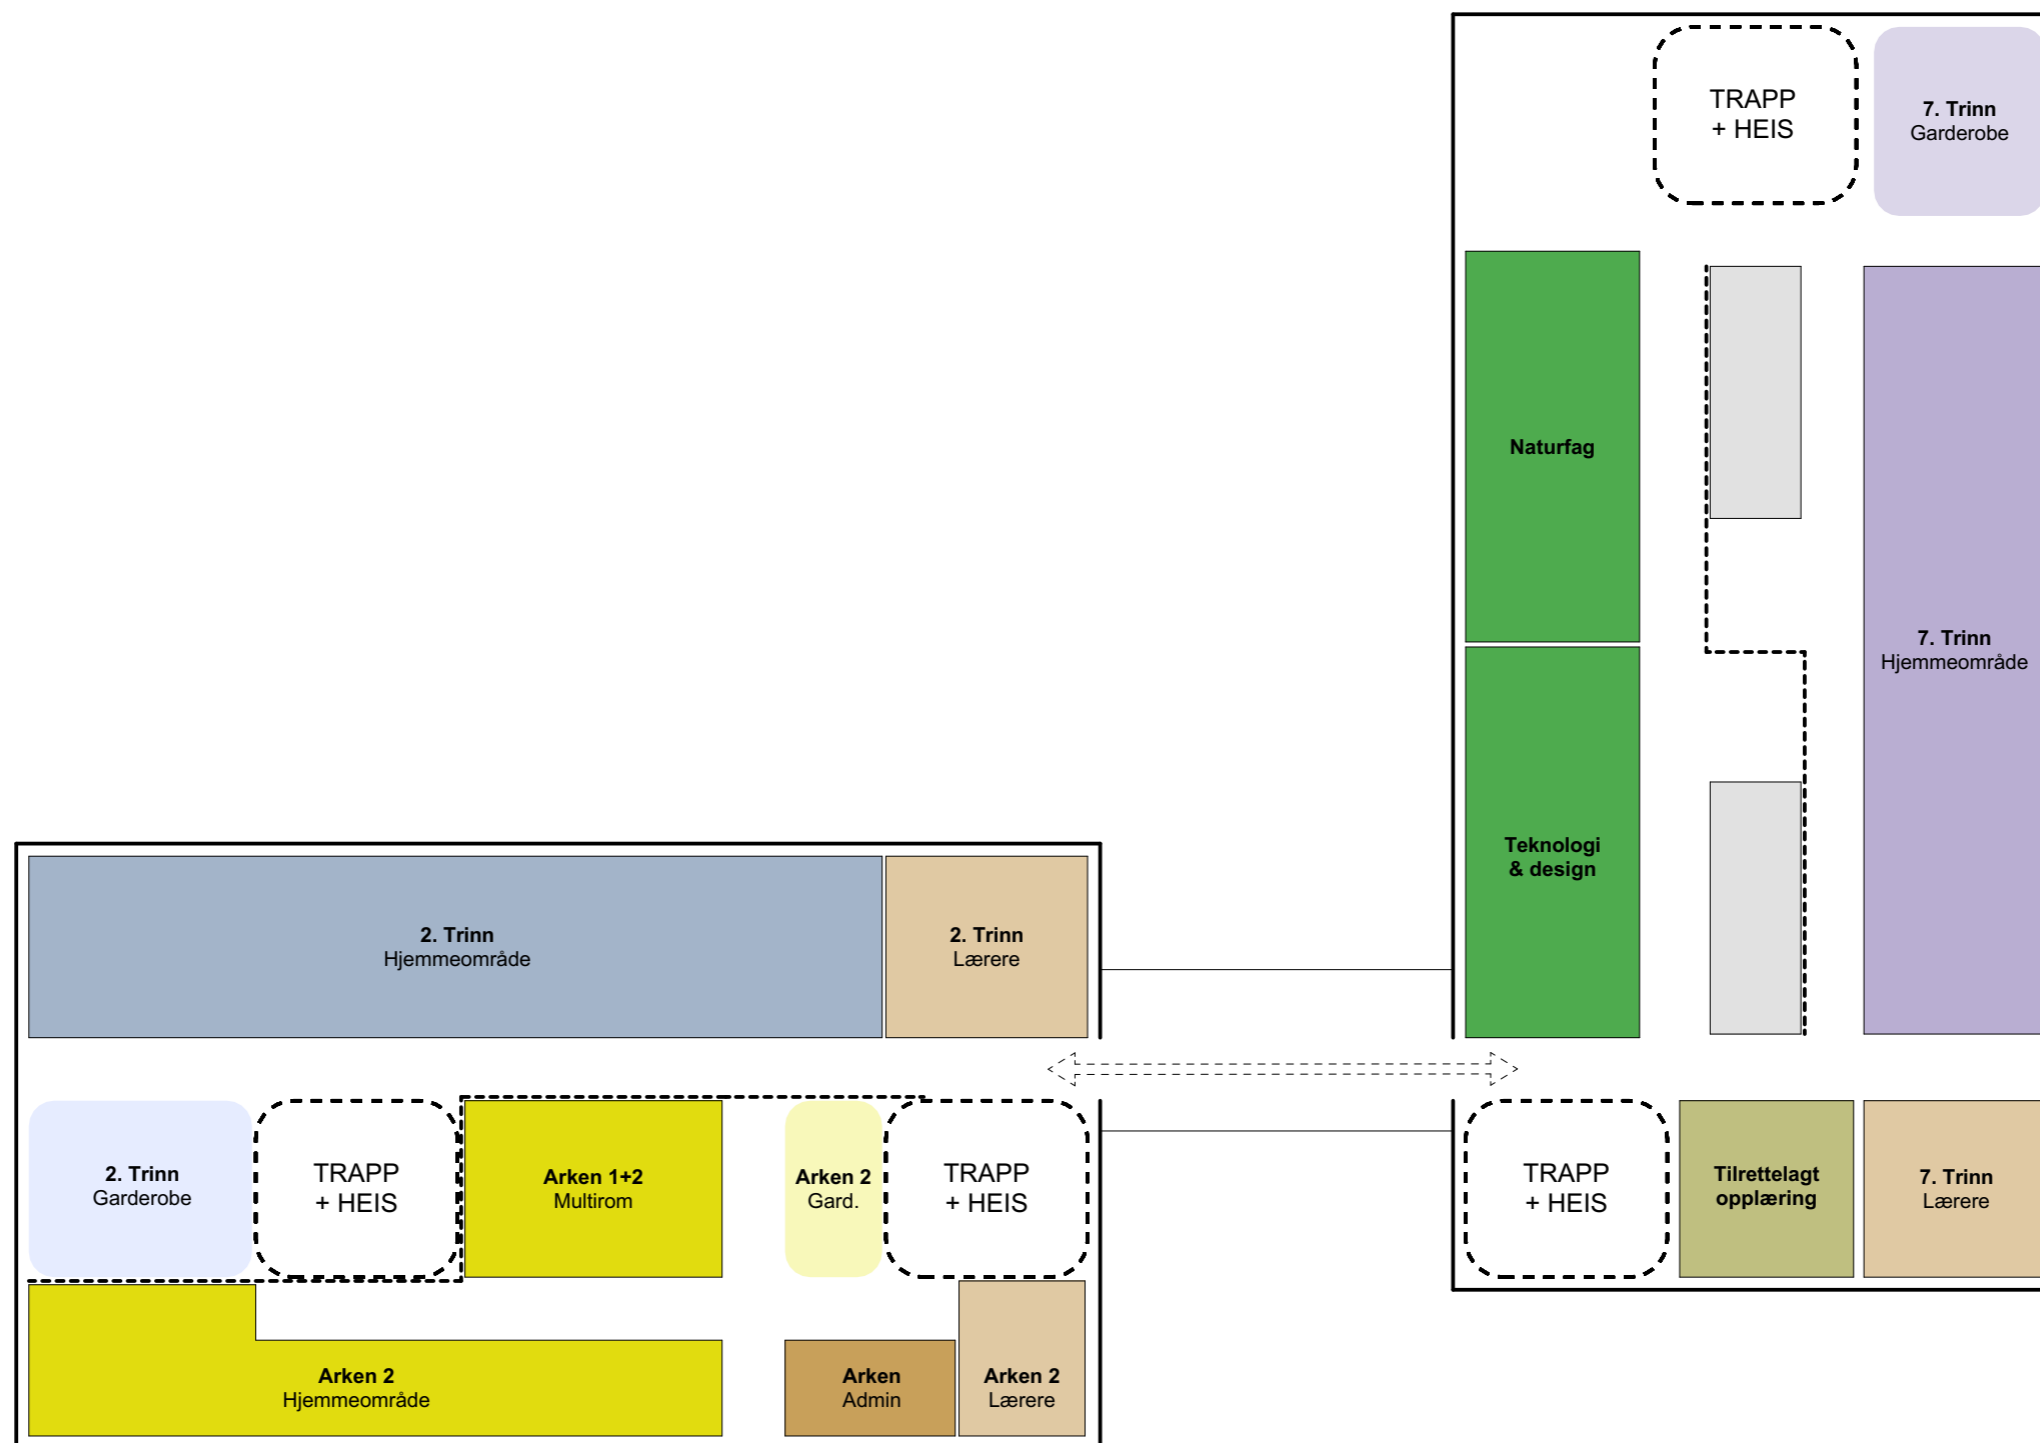 TRAPP
+ HEIS
7. Trinn
Garderobe
Naturfag
7. Trinn
Hjemmeområde
Teknologi
& design
2. Trinn
Hjemmeområde
2. Trinn
Lærere
2. Trinn
Garderobe
TRAPP
+ HEIS
Arken 1+2
Multirom
Arken 2
Gard.
TRAPP
+ HEIS
TRAPP
+ HEIS
Tilrettelagt
opplæring
7. Trinn
Lærere
Arken 2
Hjemmeområde
Arken
Admin
Arken 2
Lærere